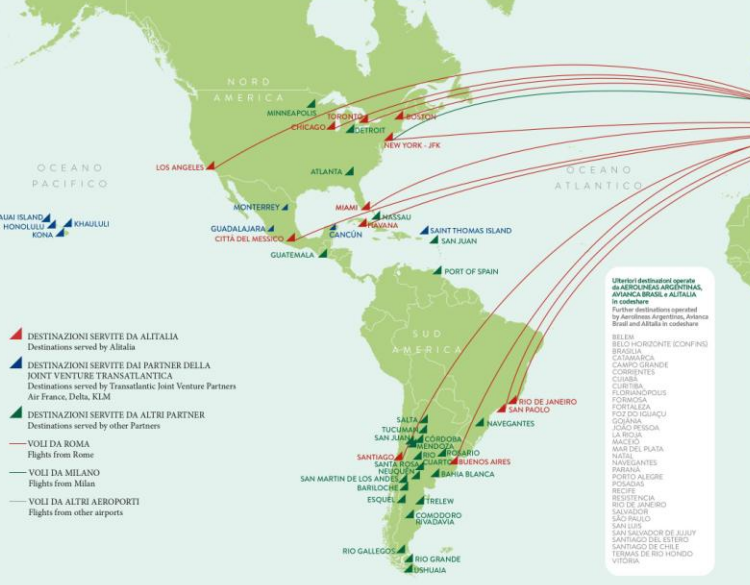 NORD
AMERICA
MINNEAPOLIS
TORONTO
BOSTON
CHICAGO
DETROIT
NEW YORK - JFK
LOS ANGELES
ATLANTA
OCEANO
PACIFICO
OCEANO
ATLANTICO
MONTERREY
MIAMI
NASSAU
HAVANA
AUAI ISLAND
HONOLULU
KHAULULI
KONA
GUADALAJARA
CITTÀ DEL MESSICO
CANCÚN
SAINT THOMAS ISLAND
SAN JUAN
GUATEMALA
PORT OF SPAIN
SUD
AMERICA
DESTINAZIONI SERVITE DA ALITALIA
Destinations served by Alitalia
DESTINAZIONI SERVITE DAI PARTNER DELLA
JOINT VENTURE TRANSATLANTICA
Destinations served by Transatlantic Joint Venture Partners
Air France, Delta, KLM
DESTINAZIONI SERVITE DA ALTRI PARTNER
Destinations served by other Partners
VOLI DA ROMA
Flights from Rome
VOLI DA MILANO
Flights from Milan
VOLI DA ALTRI AEROPORTI
Flights from other airports
RIO DE JANEIRO
SAN PAOLO
NAVEGANTES
SALTA
TUCUMAN
SAN JUAN
CÓRDOBA
MENDOZA
SANTIAGO
RIO
CUARTO
ROSARIO
BUENOS AIRES
SANTA ROSA
NEUQUEN
BAHIA BLANCA
SAN MARTIN DE LOS ANDES
BARILOCHE
ESQUEL
TRELEW
COMODORO
RIVADAVIA
RIO GALLEGOS
RIO GRANDE
USHUAIA
Ulteriori destinazioni operate
da AEROLINEAS ARGENTINAS,
AVIANCA BRASIL e ALITALIA
in codeshare
Further destinations operated
by Aerolineas Argentinas, Avianca
Brasil and Alitalia in codeshare
BELEM
BELO HORIZONTE (CONFINS)
BRASILIA
CATAMARCA
CAMPO GRANDE
CORRIENTES
CUIABÁ
CURITIBA
FLORIANÓPOLIS
FORMOSA
FORTALEZA
FOZ DO IGUAÇU
GOIÂNIA
JOÃO PESSOA
LA RIOJA
MACEIÓ
MAR DEL PLATA
NATAL
NAVEGANTES
PARANÁ
PORTO ALEGRE
POSADAS
RECIFE
RESISTENCIA
RIO DE JANEIRO
SALVADOR
SÃO PAULO
SAN LUIS
SAN SALVADOR DE JUJUY
SANTIAGO DEL ESTERO
SANTIAGO DE CHILE
TERMAS DE RIO HONDO
VITÓRIA